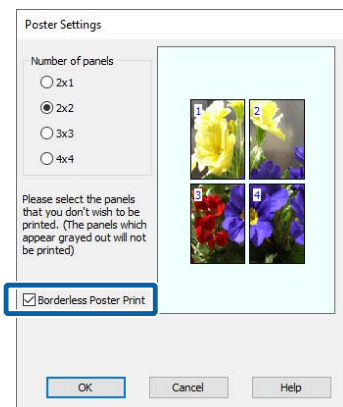 Poster Settings
Number of panels
2x1
2x2
3x3
4x4
Please select the panels
that you don't wish to be
printed. (The panels which
appear grayed out will not
be printed)
Borderless Poster Print
1
2
3
4
OK
Cancel
Help